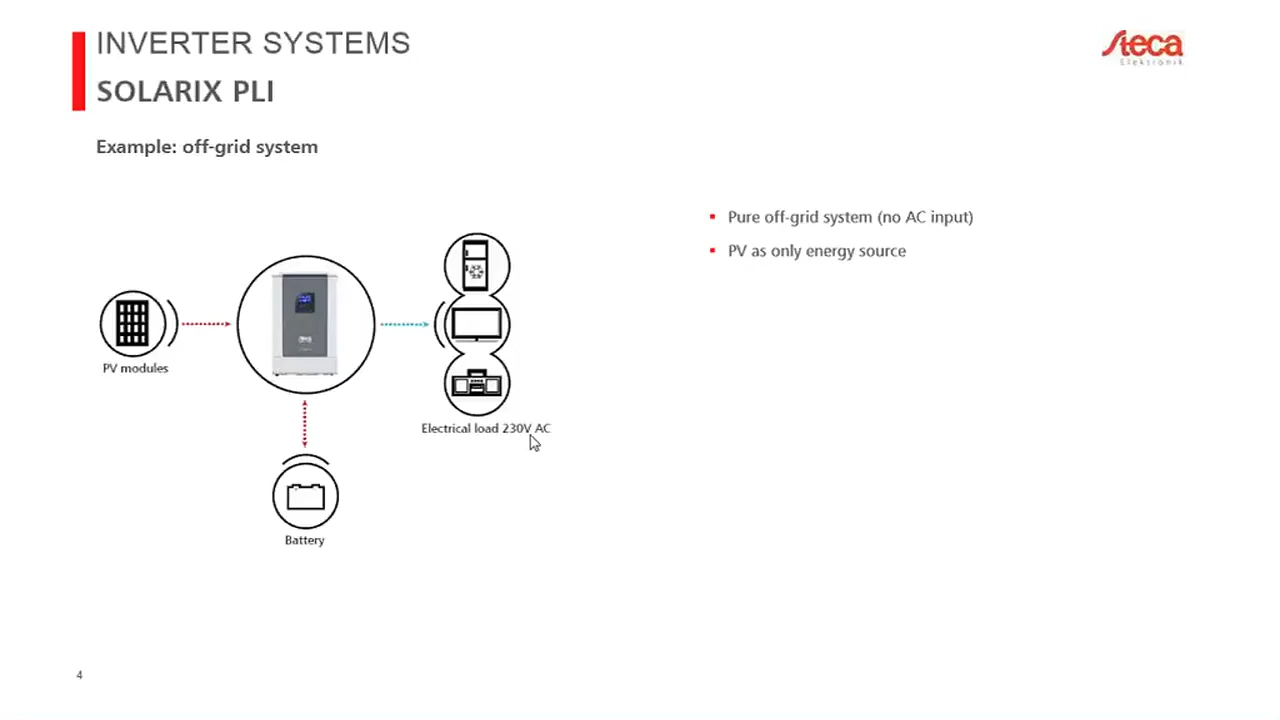 INVERTER SYSTEMS
SOLARIX PLI
Steca
Elektronik
Example: off-grid system
Pure off-grid system (no AC input)
PV as only energy source
PV modules
Electrical load 230V AC
Battery
4